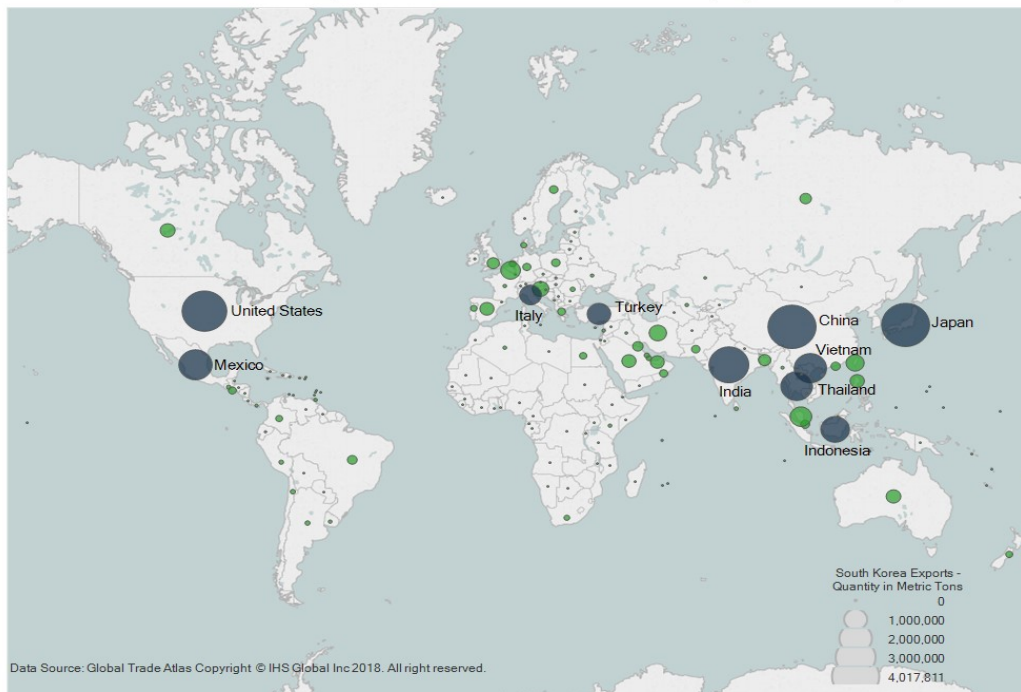 United States
Mexico
Italy
Turkey
China
Japan
Vietnam
India
Thailand
Indonesia
South Korea Exports -
Quantity in Metric Tons
0
1,000,000
2,000,000
3,000,000
4,017,811
Data Source: Global Trade Atlas Copyright © IHS Global Inc 2018. All right reserved.